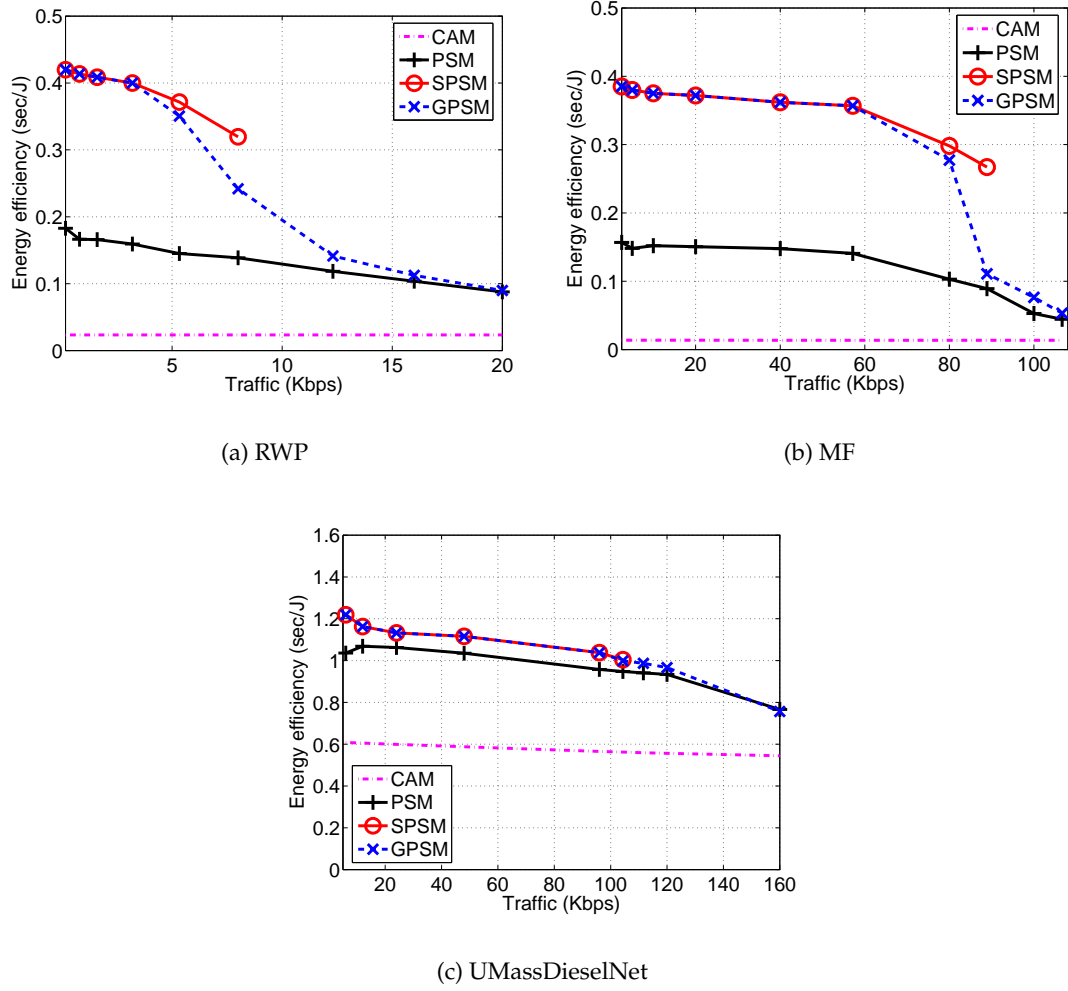 0.5
0.4
0.3
0.2
0.1
0
Energy efficiency (sec/J)
CAM
PSM
SPSM
GPSM
5
10
15
20
Traffic (Kbps)
(a) RWP
0.5
0.4
0.3
0.2
0.1
0
Energy efficiency (sec/J)
CAM
PSM
SPSM
GPSM
20
40
60
80
100
Traffic (Kbps)
(b) MF
1.6
1.4
1.2
1
0.8
0.6
0.4
0.2
0
Energy efficiency (sec/J)
CAM
PSM
SPSM
GPSM
20
40
60
80
100
120
140
160
Traffic (Kbps)
(c) UMassDieselNet